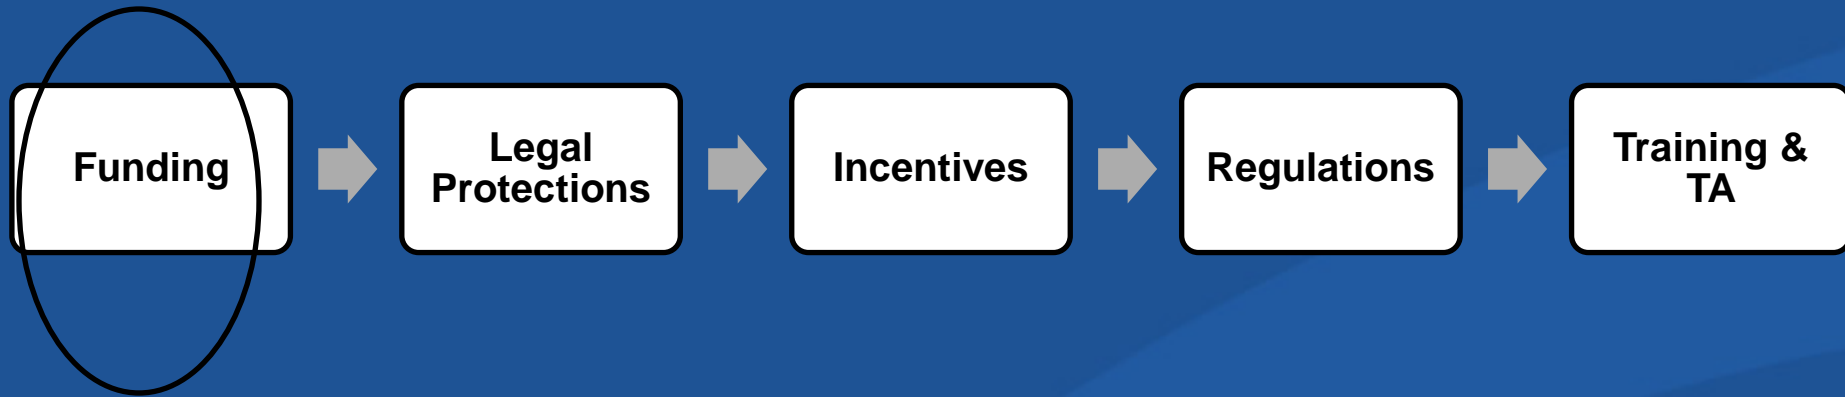 Funding
Legal
Protections
Incentives
Regulations
Training &
TA